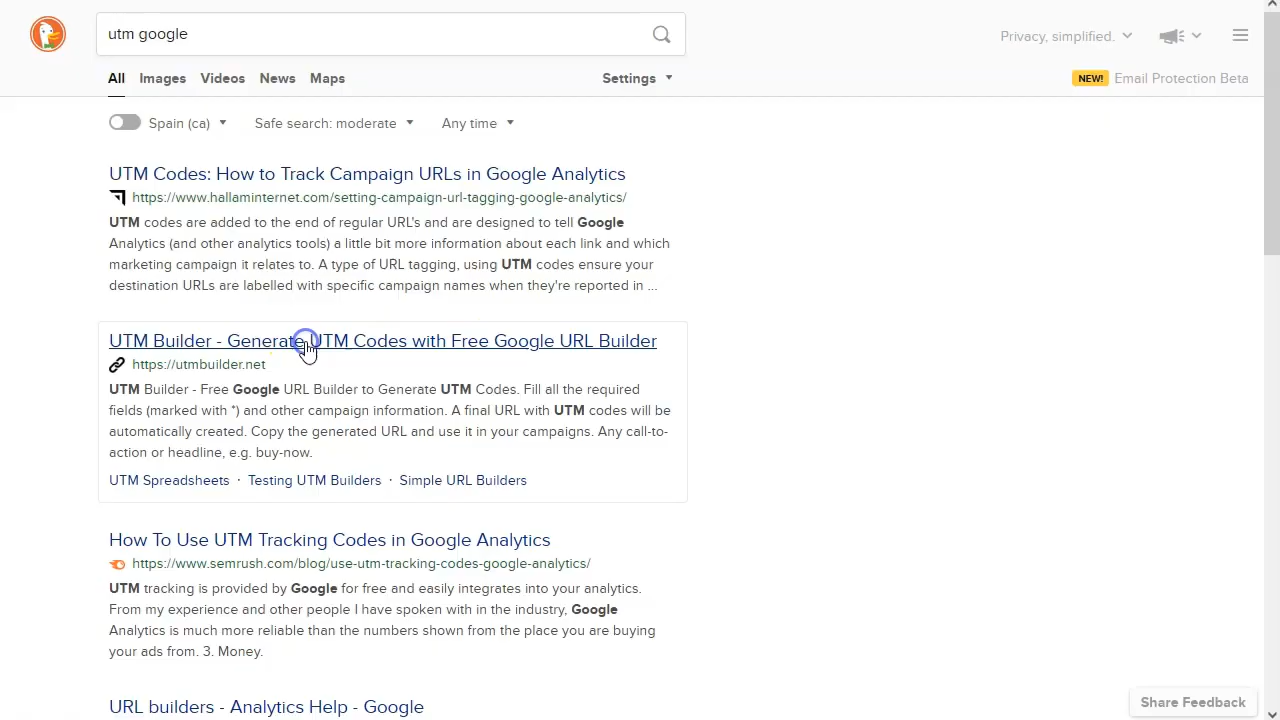 utm google
Privacy, simplified.
All Images Videos News Maps
Settings
NEW! Email Protection Beta
Spain (ca) Safe search: moderate Any time
UTM Codes: How to Track Campaign URLs in Google Analytics
https://www.hallaminternet.com/setting-campaign-url-tagging-google-analytics/
UTM codes are added to the end of regular URL's and are designed to tell Google
Analytics (and other analytics tools) a little bit more information about each link and which
marketing campaign it relates to. A type of URL tagging, using UTM codes ensure your
destination URLs are labelled with specific campaign names when they're reported in ...
UTM Builder - Generate UTM Codes with Free Google URL Builder
https://utmbuilder.net
UTM Builder - Free Google URL Builder to Generate UTM Codes. Fill all the required
fields (marked with *) and other campaign information. A final URL with UTM codes will be
automatically created. Copy the generated URL and use it in your campaigns. Any call-to-
action or headline, e.g. buy-now.
UTM Spreadsheets · Testing UTM Builders · Simple URL Builders
How To Use UTM Tracking Codes in Google Analytics
https://www.semrush.com/blog/use-utm-tracking-codes-google-analytics/
UTM tracking is provided by Google for free and easily integrates into your analytics.
From my experience and other people I have spoken with in the industry, Google
Analytics is much more reliable than the numbers shown from the place you are buying
your ads from. 3. Money.
URL builders - Analytics Help - Google
Share Feedback